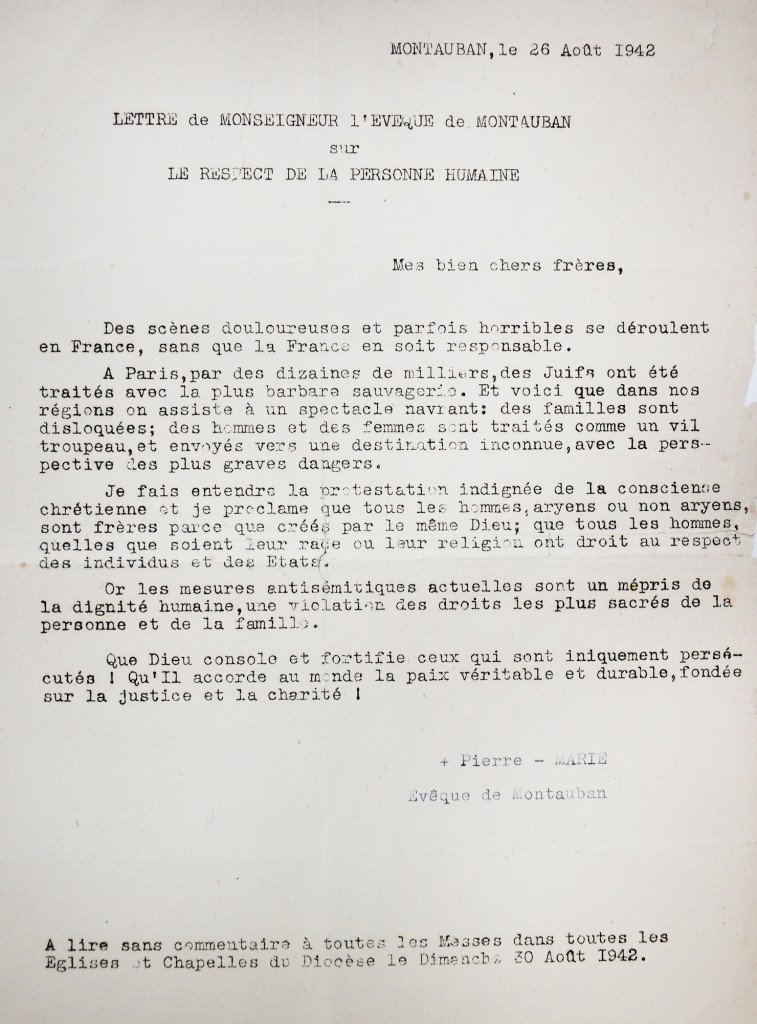 MONTAUBAN, le 26 Août 1942
LETTRE de MONSEIGNEUR l'EVEQUE de MONTAUBAN
sur
LE RESPECT DE LA PERSONNE HUMAINE
Mes bien chers frères,
Des scènes douloureuses et parfois horribles se déroulent
en France, sans que la France en soit responsable.
A Paris,par des dizaines de milliers,des Juifs ont été
traités avec la plus barbare sauvagerie. Et voici que dans nos
régions on assiste à un spectacle navrant: des familles sont
disloquées; des hommes et des femmes sont traités comme un vil
troupeau,et envoyés vers une destination inconnue,avec la pers-
pective des plus graves dangers.
Je fais entendre la protestation indignée de la consciense
chrétienne et je proclame que tous les hommes,aryens ou non aryens,
sont frères parce que créés par le même Dieu; que tous les hommes,
quelles que soient leur race ou leur religion ont droit au respect
des individus et des Etats.
Or les mesures antisémitiques actuelles sont un mépris de
la dignité humaine,une violation des droits les plus sacrés de la
personne et de la famille.
Que Dieu console et fortifie ceux qui sont iniquement persé-
cutés ! Qu'Il accorde au monde la paix véritable et durable,fondée
sur la justice et la charité !
+ Pierre - MARIE
Evêque de Montauban
A lire sans commentaire à toutes les Messes dans toutes les
Eglises et Chapelles du Diocèse le Dimanche 30 Août 1942.